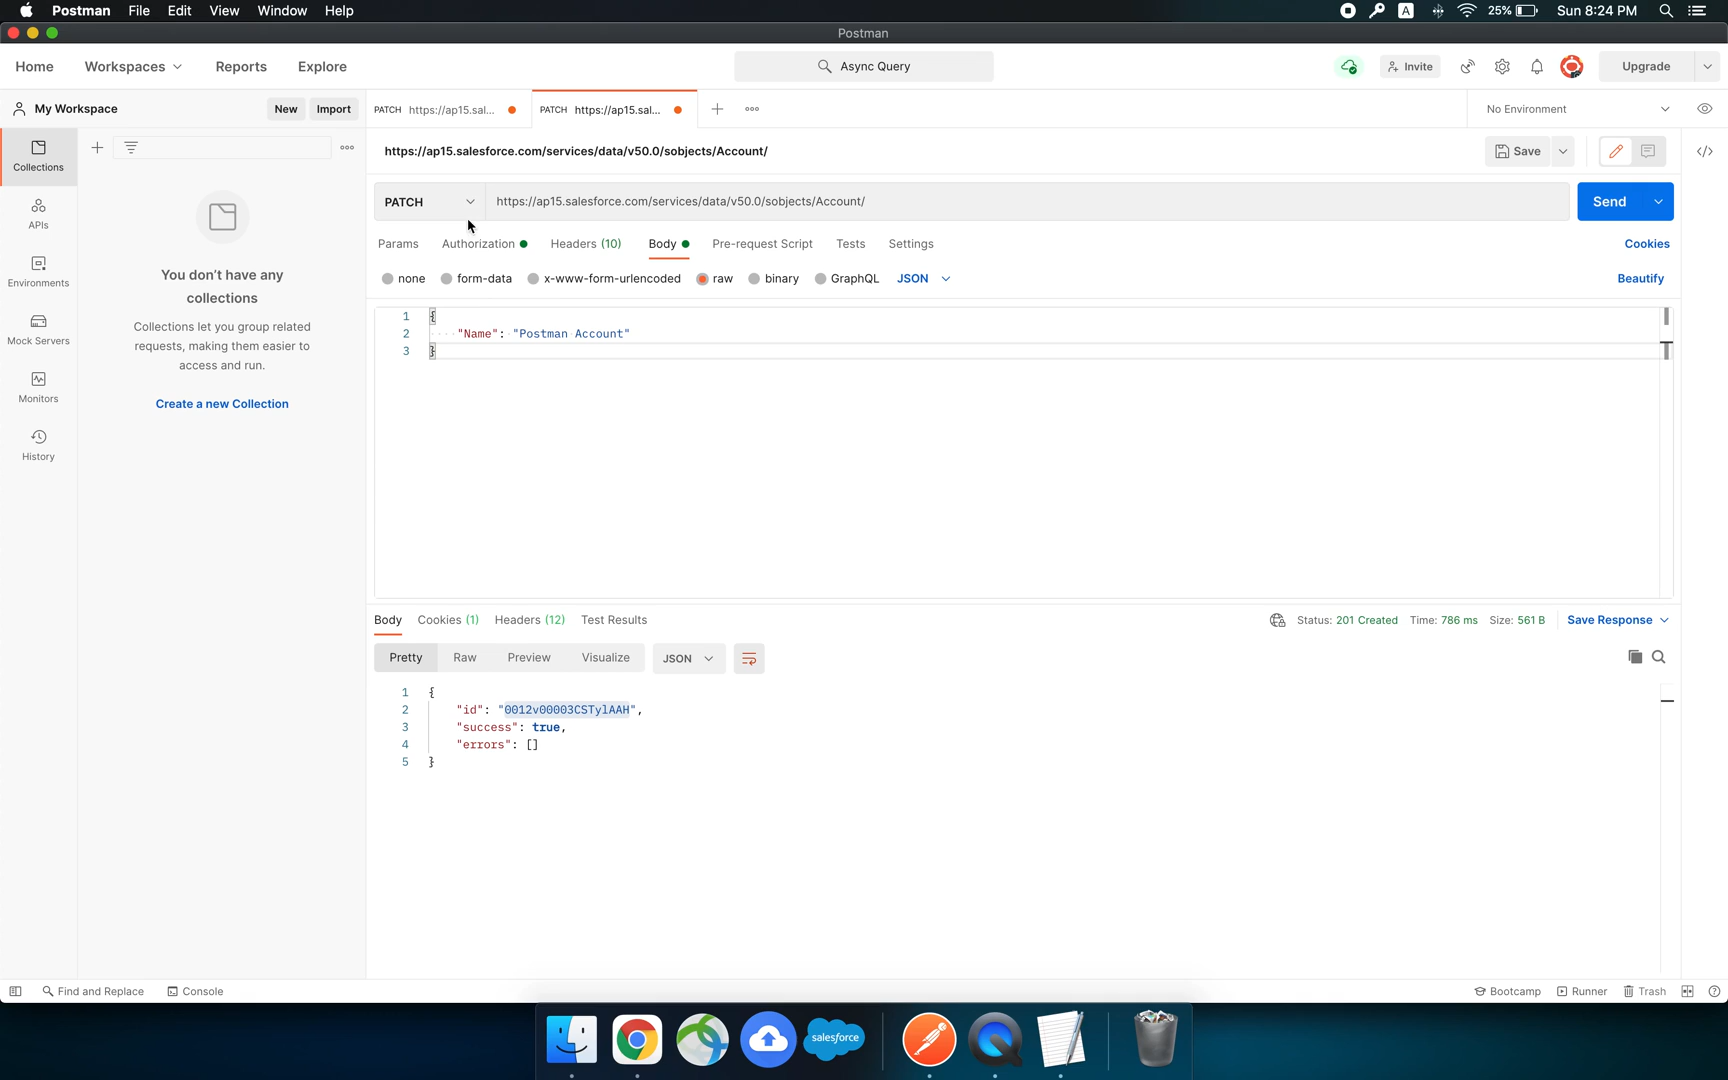 Postman File Edit View Window Help A 25% Sun 8:24 PM
Postman
Home Workspaces Reports Explore Async Query Invite Upgrade
My Workspace New Import PATCH https://ap15.sal... PATCH https://ap15.sal... No Environment
Collections
APIs
Environments
Mock Servers
Monitors
History
You don't have any
collections
Collections let you group related
requests, making them easier to
access and run.
Create a new Collection
https://ap15.salesforce.com/services/data/v50.0/sobjects/Account/ Save
PATCH https://ap15.salesforce.com/services/data/v50.0/sobjects/Account/ Send
Params Authorization Headers (10) Body Pre-request Script Tests Settings Cookies
none form-data x-www-form-urlencoded raw binary GraphQL JSON Beautify
1 {
2 "Name": "Postman Account"
3 }
Body Cookies (1) Headers (12) Test Results Status: 201 Created Time: 786 ms Size: 561 B Save Response
Pretty Raw Preview Visualize JSON
1 {
2 "id": "0012v00003CSTylAAH",
3 "success": true,
4 "errors": []
5 }
Find and Replace Console Bootcamp Runner Trash
salesforce